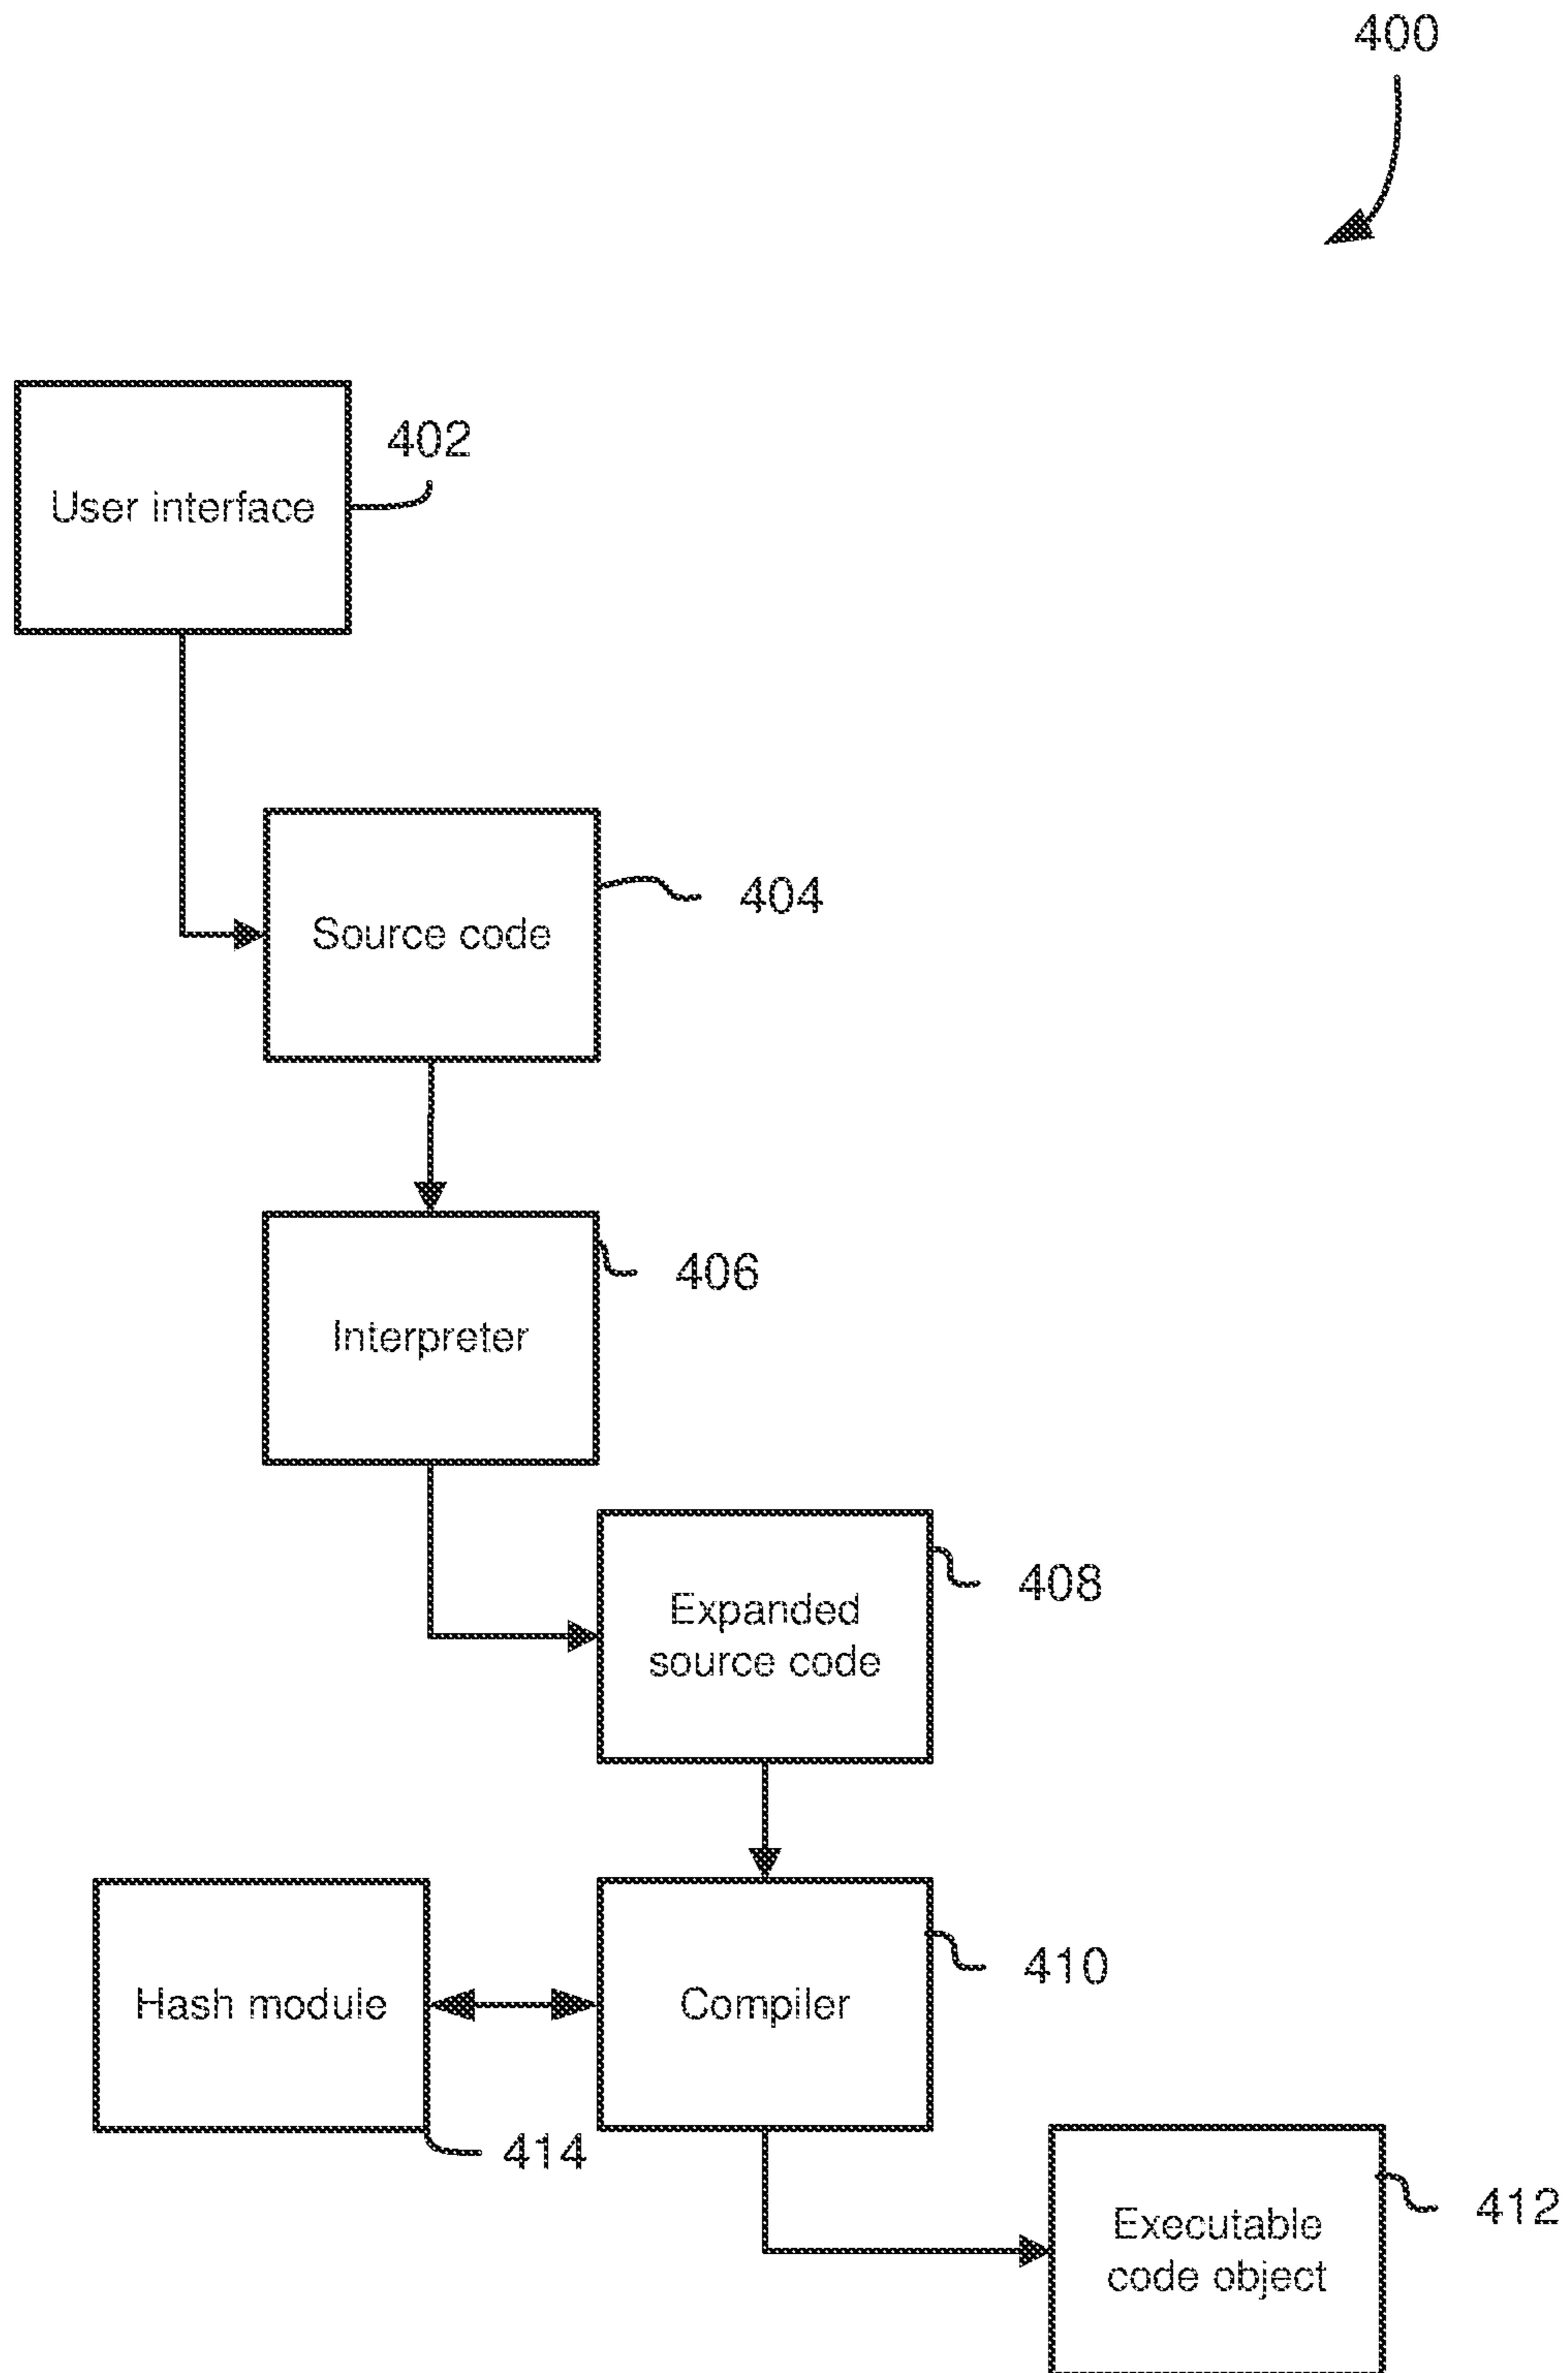 400
User interface
402
Source code
404
Interpreter
406
Expanded
source code
408
Hash module
414
Compiler
410
Executable
code object
412